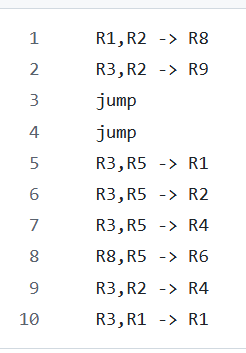 1 R1,R2 -> R8
2 R3,R2 -> R9
3 jump
4 jump
5 R3,R5 -> R1
6 R3,R5 -> R2
7 R3,R5 -> R4
8 R8,R5 -> R6
9 R3,R2 -> R4
10 R3,R1 -> R1